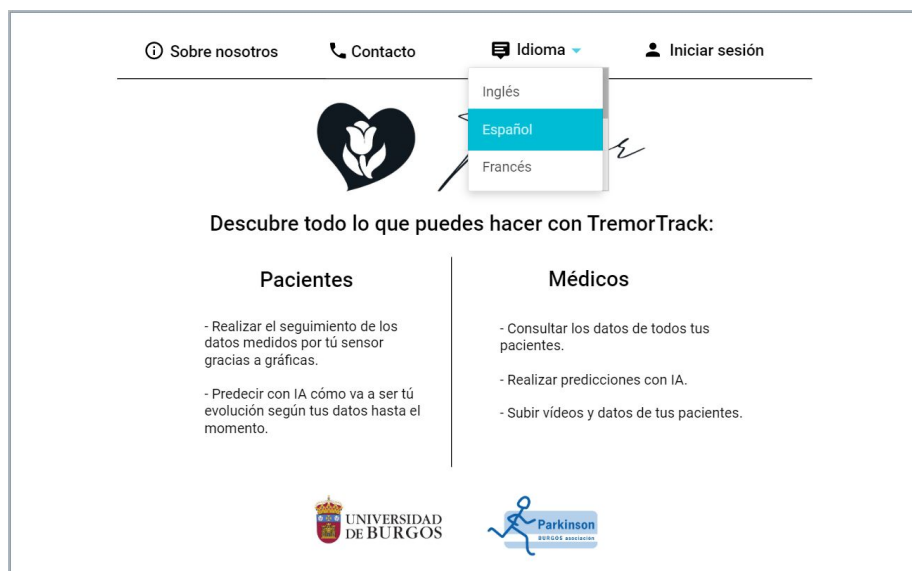 Sobre nosotros
Contacto
Idioma
Iniciar sesión
Inglés
Español
Francés
Descubre todo lo que puedes hacer con TremorTrack:
Pacientes
- Realizar el seguimiento de los
datos medidos por tú sensor
gracias a gráficas.
- Predecir con IA cómo va a ser tú
evolución según tus datos hasta el
momento.
Médicos
- Consultar los datos de todos tus
pacientes.
- Realizar predicciones con IA.
- Subir vídeos y datos de tus pacientes.
UNIVERSIDAD
DE BURGOS
Parkinson
BURGOS asociación